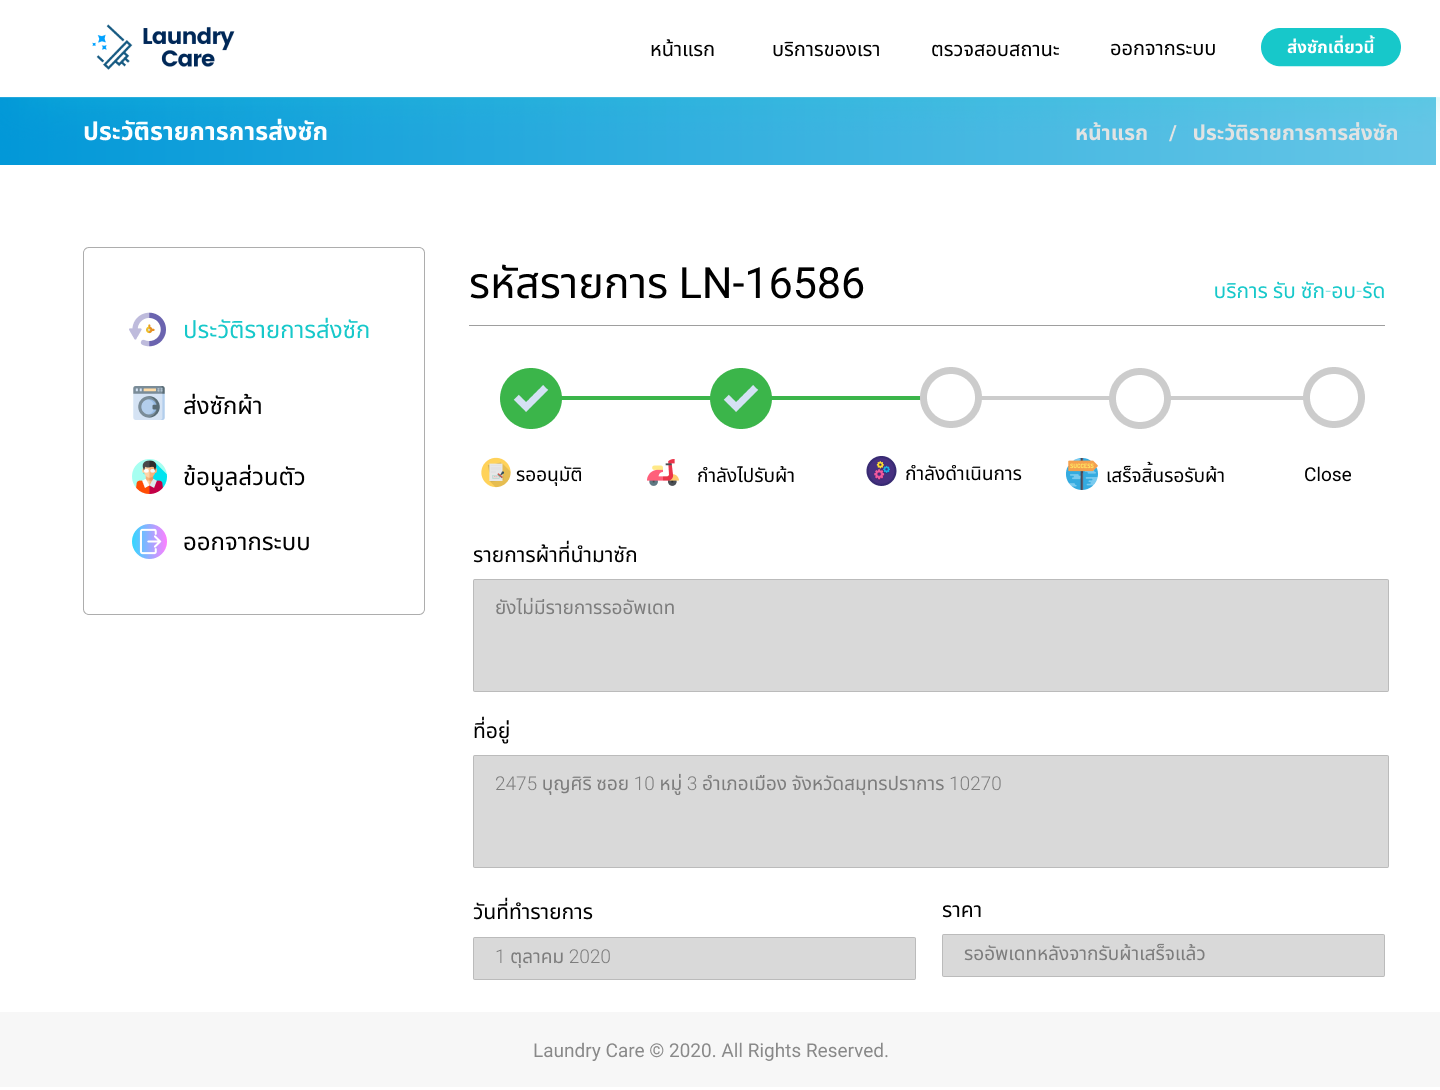 Laundry
Care
หน้าแรก
บริการของเรา
ตรวจสอบสถานะ
ออกจากระบบ
ส่งซักเดี่ยวนี้
ประวัติรายการการส่งซัก
หน้าแรก / ประวัติรายการการส่งซัก
ประวัติรายการส่งซัก
ส่งซักผ้า
ข้อมูลส่วนตัว
ออกจากระบบ
รหัสรายการ LN-16586
บริการ รับ ซัก-อบ-รัด
รออนุมัติ
กำลังไปรับผ้า
กำลังดำเนินการ
SUCCESS
เสร็จสิ้นรอรับผ้า
Close
รายการผ้าที่นำมาซัก
ยังไม่มีรายการรออัพเดท
ที่อยู่
2475 บุญศิริ ซอย 10 หมู่ 3 อำเภอเมือง จังหวัดสมุทรปราการ 10270
วันที่ทำรายการ
1 ตุลาคม 2020
ราคา
รออัพเดทหลังจากรับผ้าเสร็จแล้ว
Laundry Care © 2020. All Rights Reserved.